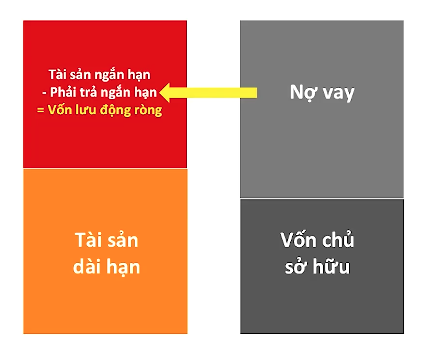 Tài sản ngắn hạn
- Phải trả ngắn hạn
= Vốn lưu động ròng
Nợ vay
Tài sản
dài hạn
Vốn chủ
sở hữu